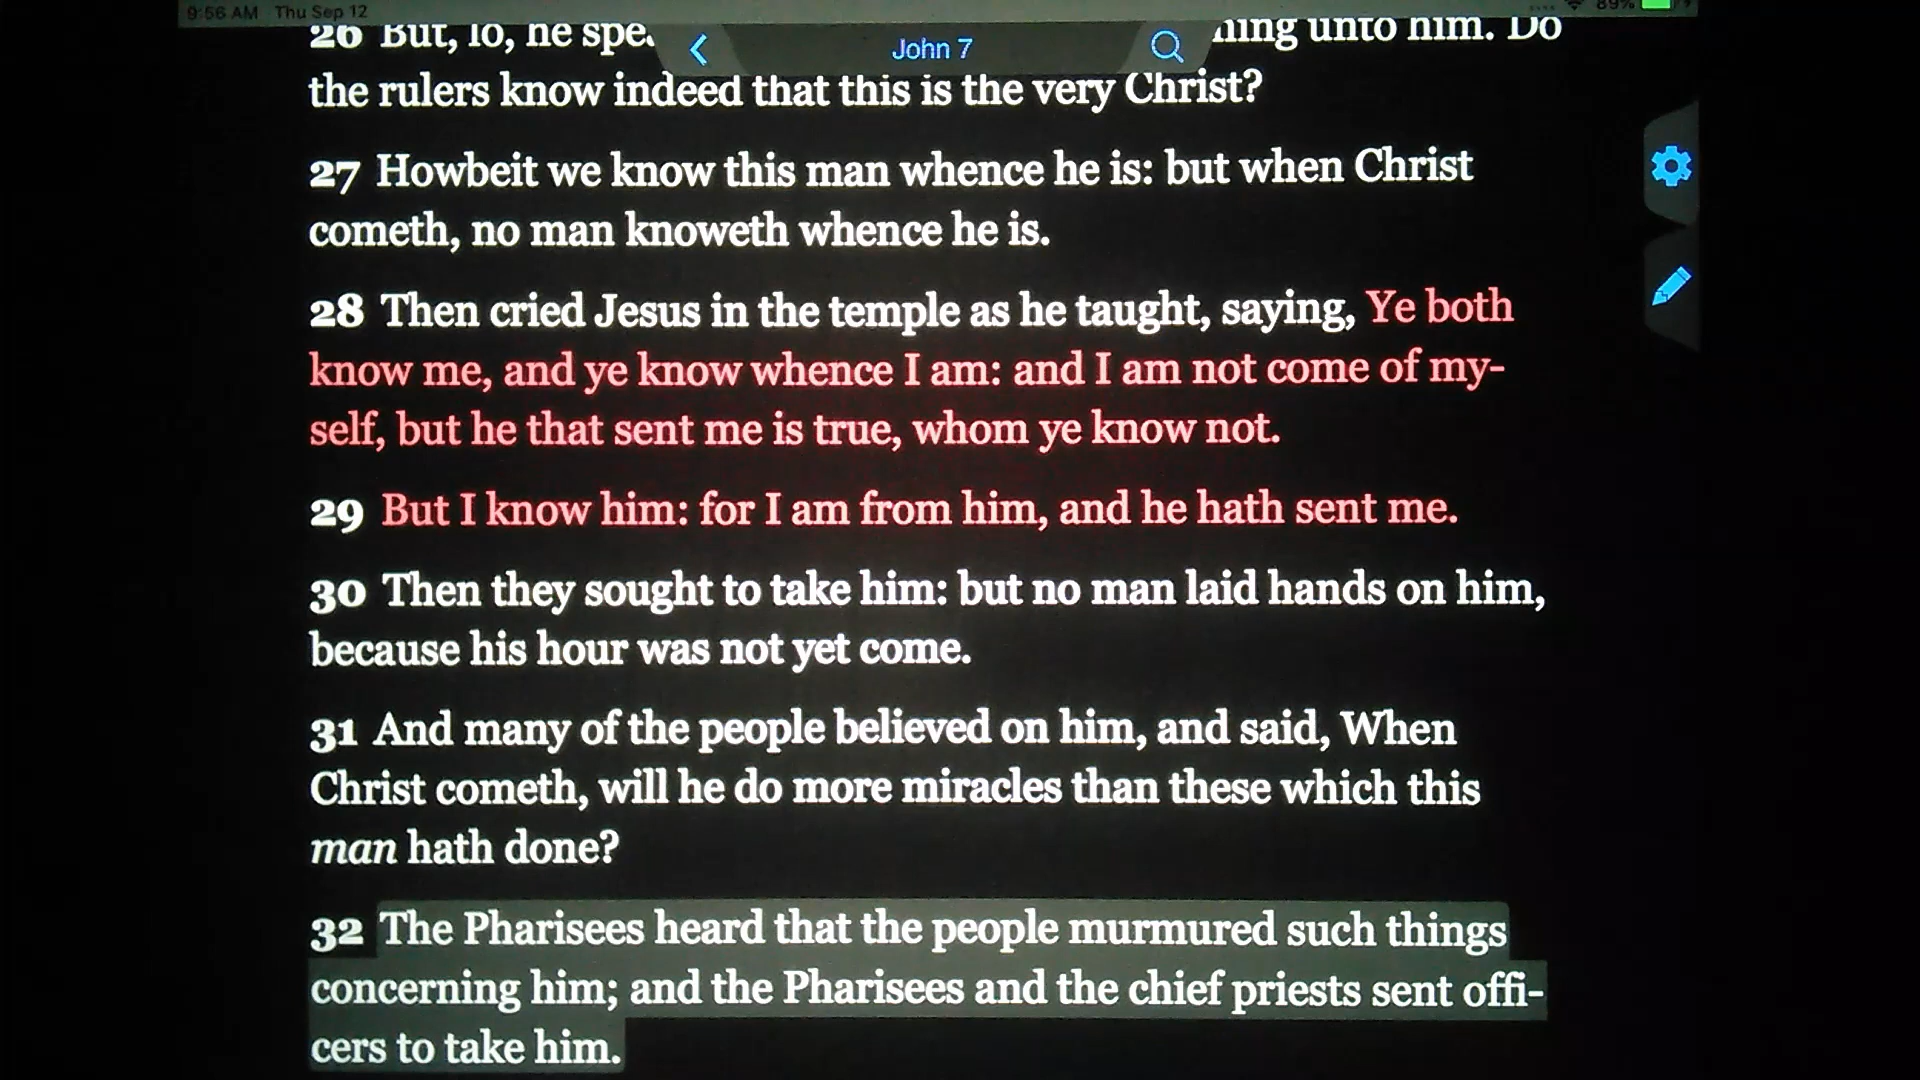 9:56 AM Thu Sep 12
89%
John 7
26 But, lo, he unto him. Do
the rulers know indeed that this is the very Christ?
27 Howbeit we know this man whence he is: but when Christ
cometh, no man knoweth whence he is.
28 Then cried Jesus in the temple as he taught, saying, Ye both
know me, and ye know whence I am: and I am not come of my-
self, but he that sent me is true, whom ye know not.
29 But I know him: for I am from him, and he hath sent me.
30 Then they sought to take him: but no man laid hands on him,
because his hour was not yet come.
31 And many of the people believed on him, and said, When
Christ cometh, will he do more miracles than these which this
man hath done?
32 The Pharisees heard that the people murmured such things
concerning him; and the Pharisees and the chief priests sent offi-
cers to take him.